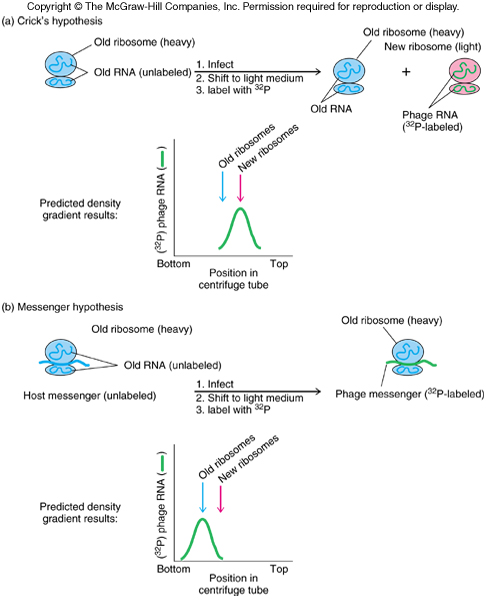 Copyright © The McGraw-Hill Companies, Inc. Permission required for reproduction or display.
(a) Crick's hypothesis
Old ribosome (heavy)
Old RNA (unlabeled)
1. Infect
2. Shift to light medium
3. label with ³²P
Old ribosome (heavy)
New ribosome (light)
+
Old RNA
Phage RNA
(³²P-labeled)
Predicted density
gradient results:
(³²P) phage RNA (—)
Old ribosomes
New ribosomes
Bottom
Top
Position in
centrifuge tube
(b) Messenger hypothesis
Old ribosome (heavy)
Old RNA (unlabeled)
Host messenger (unlabeled)
1. Infect
2. Shift to light medium
3. label with ³²P
Old ribosome (heavy)
Phage messenger (³²P-labeled)
Predicted density
gradient results:
(³²P) phage RNA (—)
Old ribosomes
New ribosomes
Bottom
Top
Position in
centrifuge tube